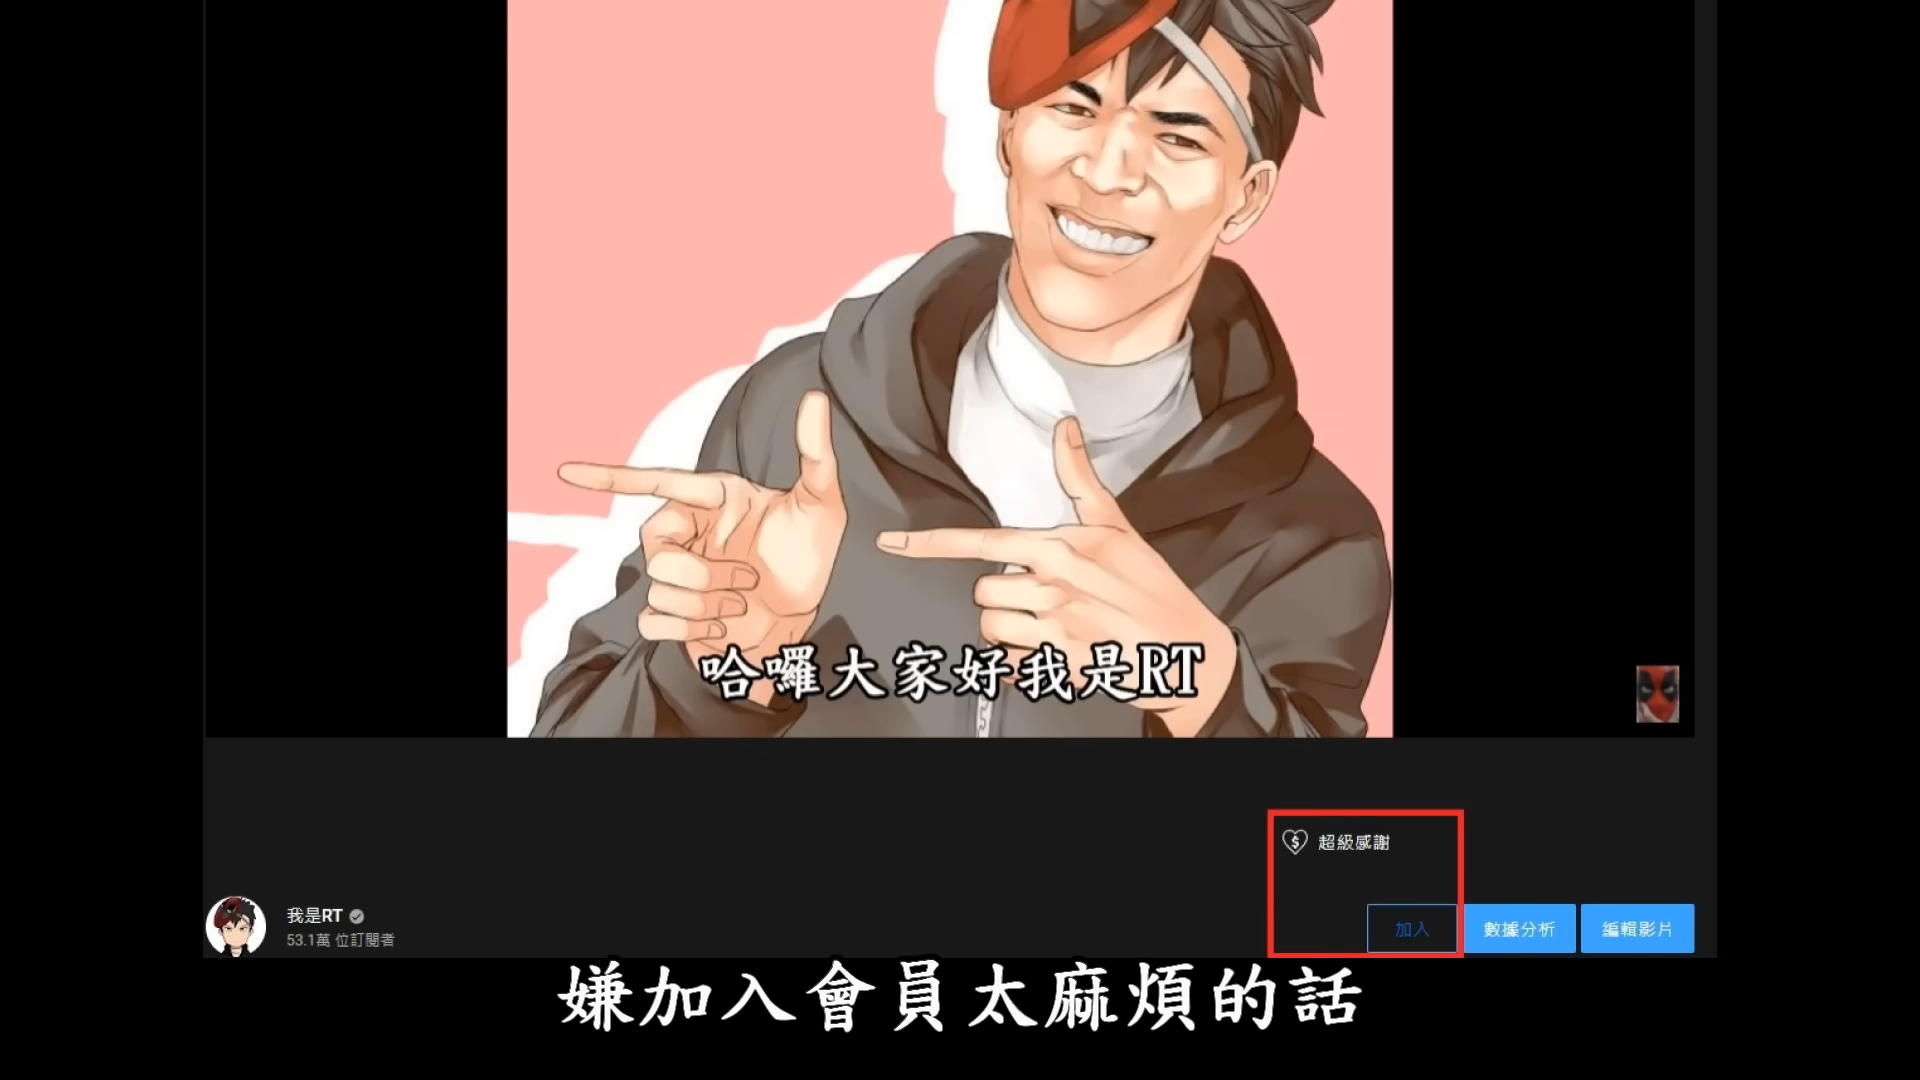 哈囉大家好我是RT
超級感謝
我是RT
53.1萬 位訂閱者
加入
數據分析
編輯影片
嫌加入會員太麻煩的話